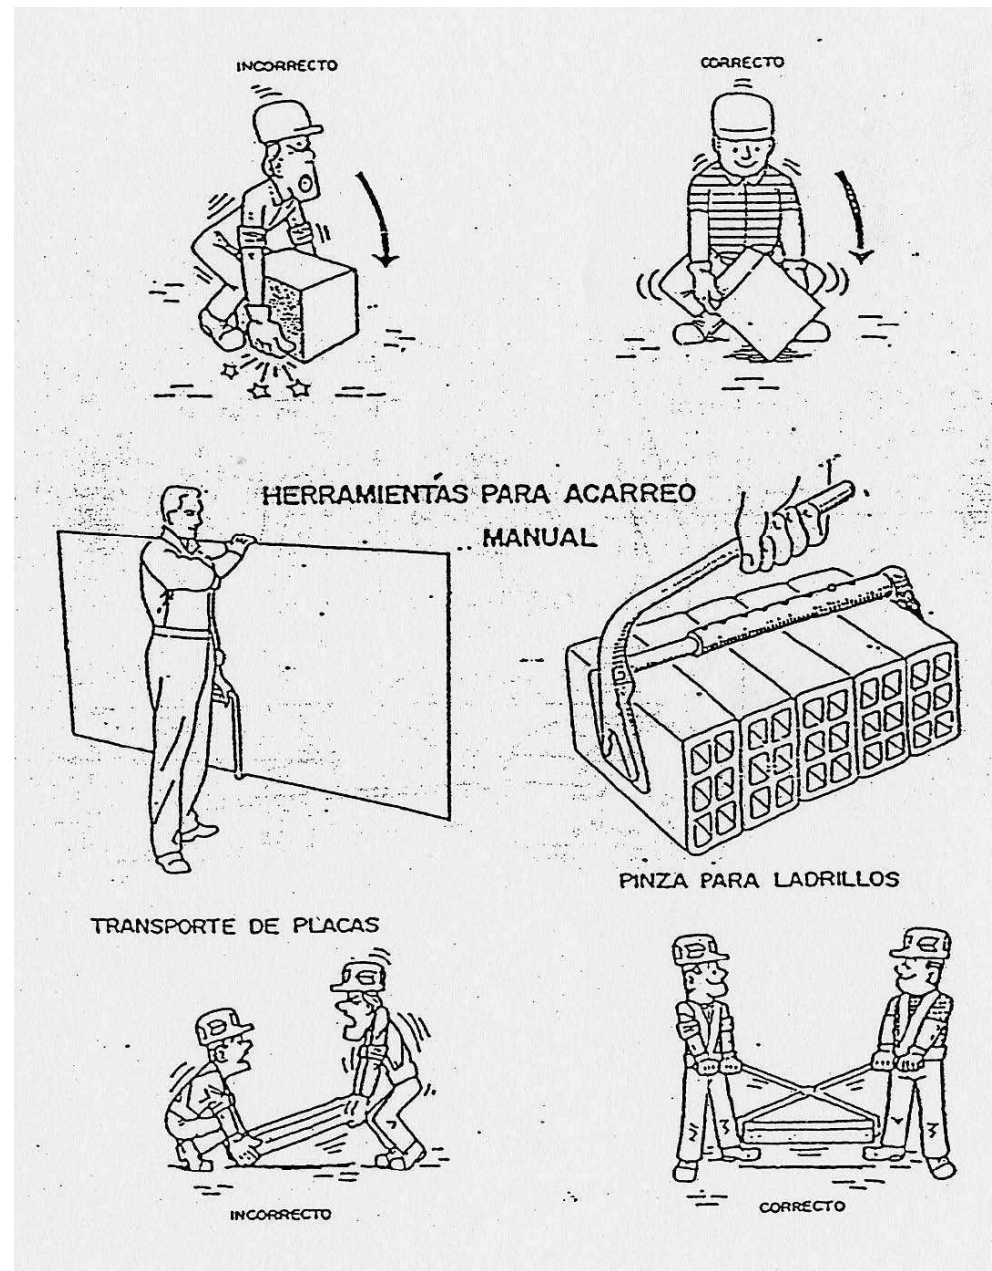 INCORRECTO
CORRECTO
HERRAMIENTAS PARA ACARREO
MANUAL
PINZA PARA LADRILLOS
TRANSPORTE DE PLACAS
INCORRECTO
CORRECTO